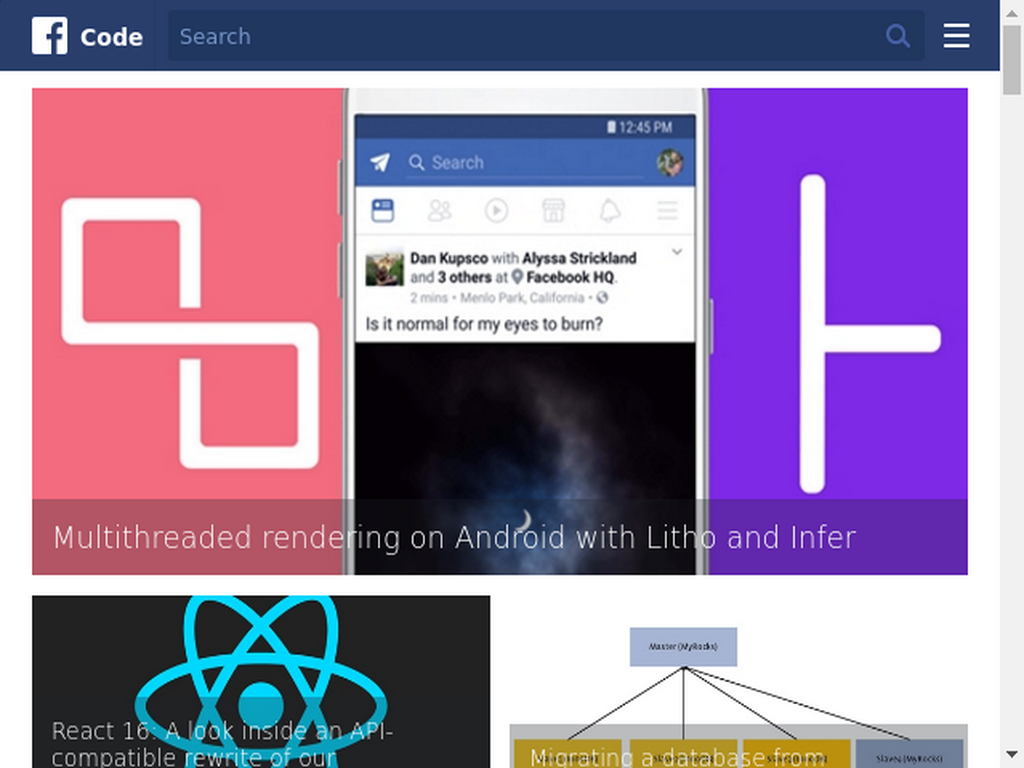 Code
Search
12:45 PM
Search
Dan Kupsco with Alyssa Strickland
and 3 others at Facebook HQ.
2 mins • Menlo Park, California •
Is it normal for my eyes to burn?
Multithreaded rendering on Android with Litho and Infer
Master (MyRocks)
React 16: A look inside an API-
compatible rewrite of our
Migrating a database from
Slave4 (MyRocks)